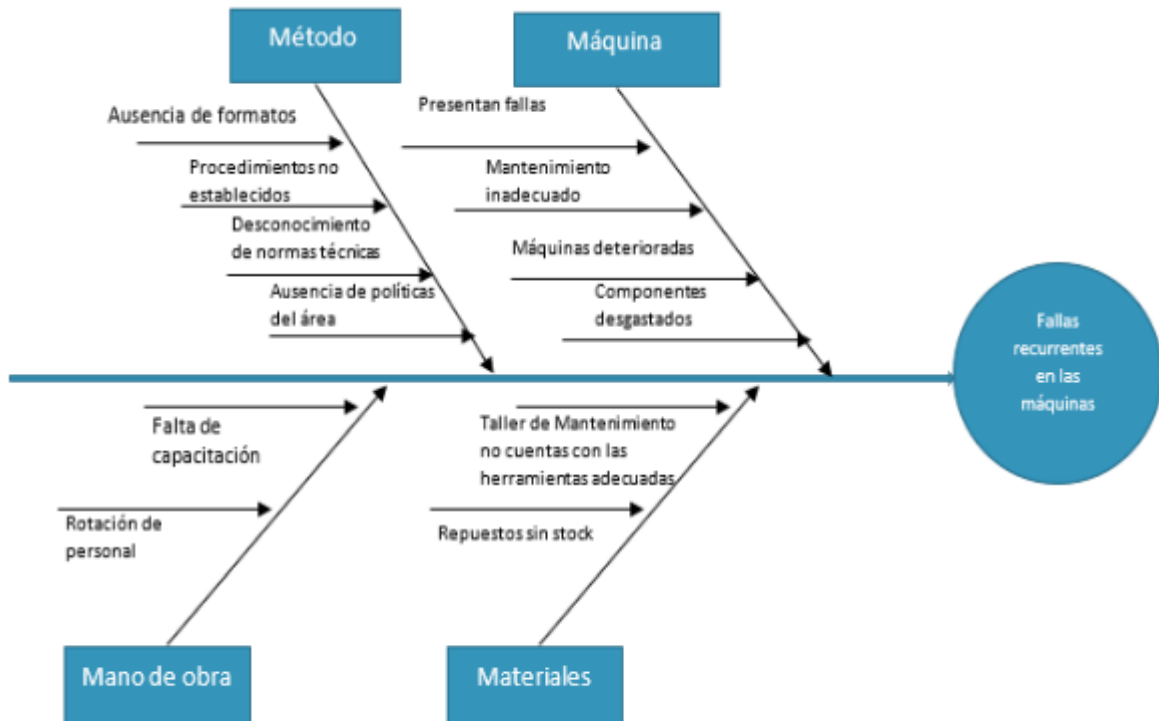 Método
Máquina
Ausencia de formatos
Procedimientos no
establecidos
Desconocimiento
de normas técnicas
Ausencia de políticas
del área
Presentan fallas
Mantenimiento
inadecuado
Máquinas deterioradas
Componentes
desgastados
Fallas
recurrentes
en las
máquinas
Falta de
capacitación
Rotación de
personal
Taller de Mantenimiento
no cuentas con las
herramientas adecuadas
Repuestos sin stock
Mano de obra
Materiales